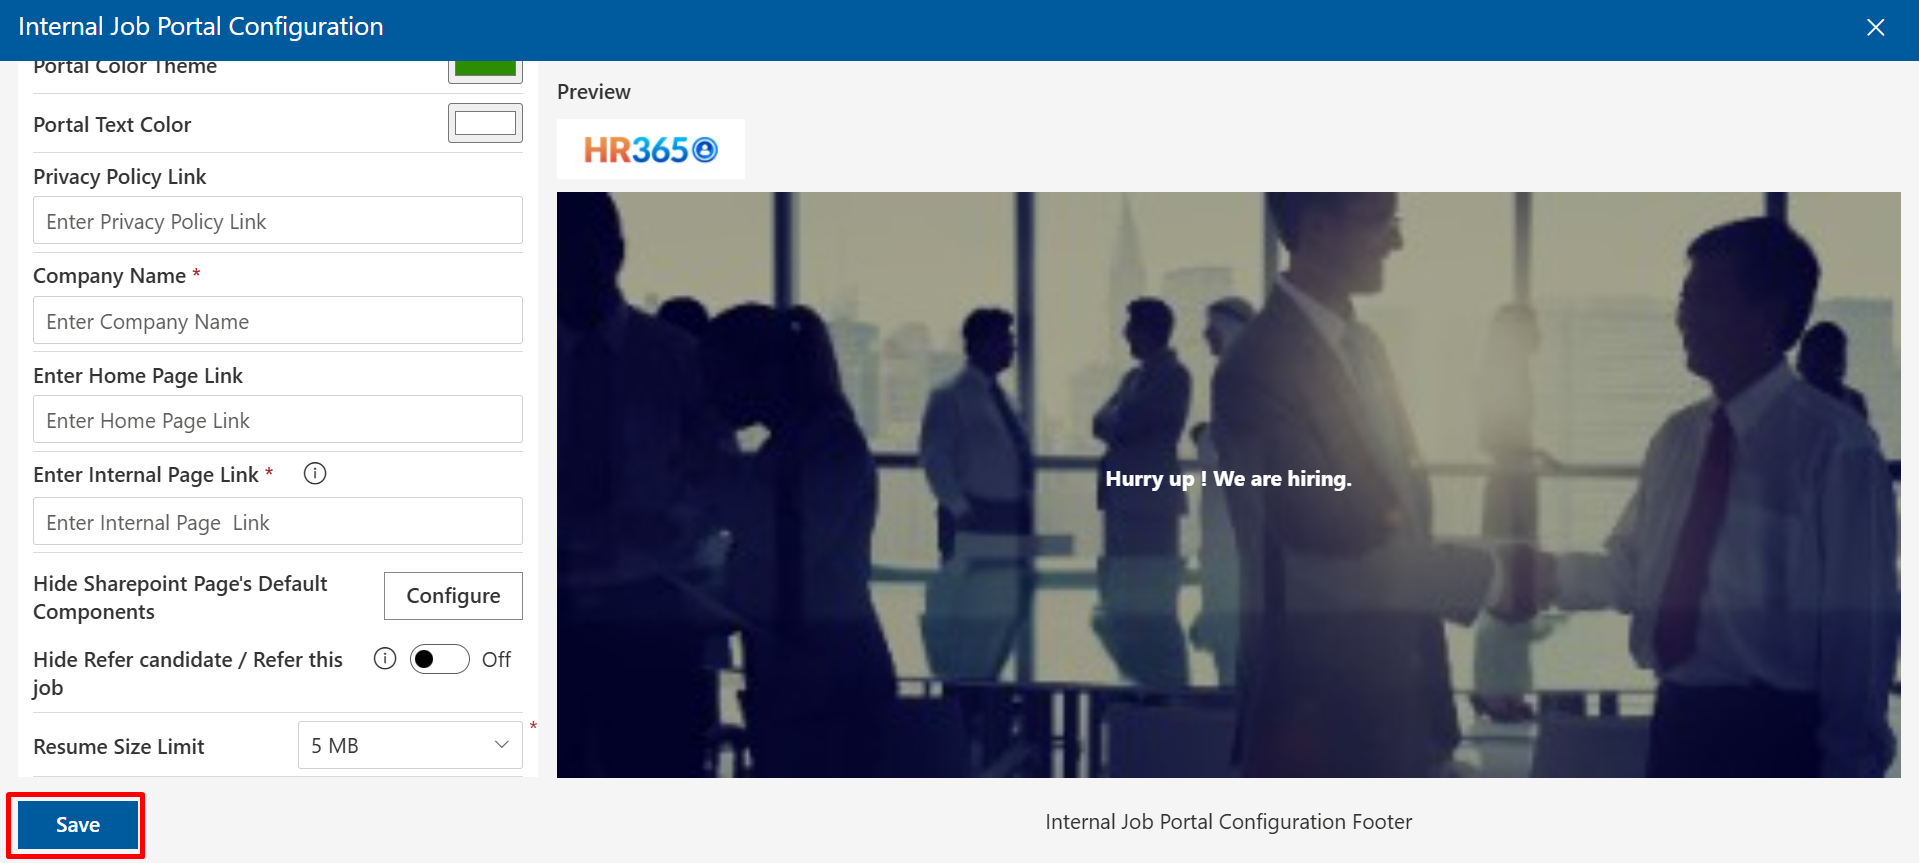 Internal Job Portal Configuration
Portal Color Theme
Portal Text Color
Privacy Policy Link
Enter Privacy Policy Link
Company Name *
Enter Company Name
Enter Home Page Link
Enter Home Page Link
Enter Internal Page Link *
Enter Internal Page  Link
Hide Sharepoint Page's Default
Components
Configure
Hide Refer candidate / Refer this
job
Off
Resume Size Limit
5 MB
*
Save
Preview
HR365
Hurry up ! We are hiring.
Internal Job Portal Configuration Footer